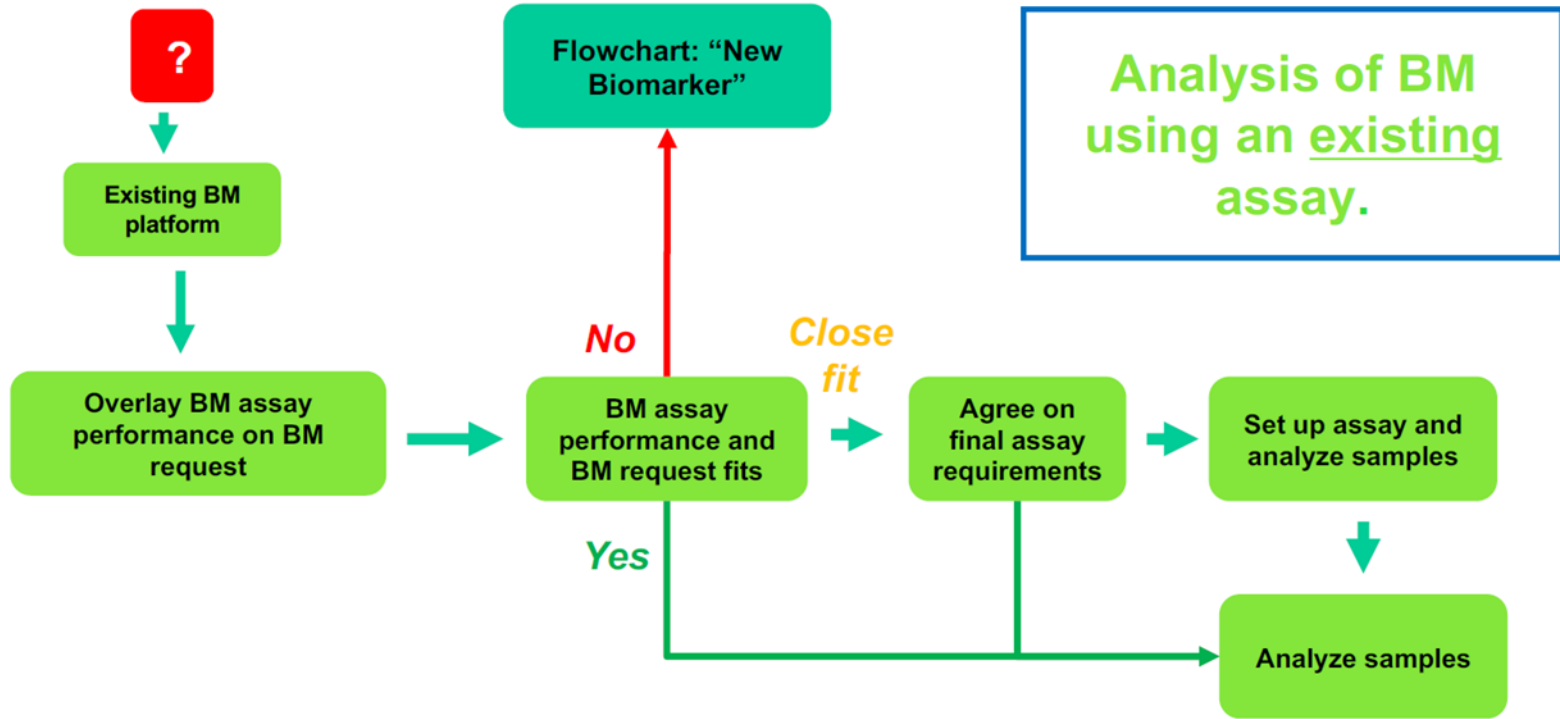 ?
Flowchart: “New
Biomarker”
Analysis of BM
using an existing
assay.
Existing BM
platform
No
Close
fit
Overlay BM assay
performance on BM
request
BM assay
performance and
BM request fits
Agree on
final assay
requirements
Set up assay and
analyze samples
Yes
Analyze samples